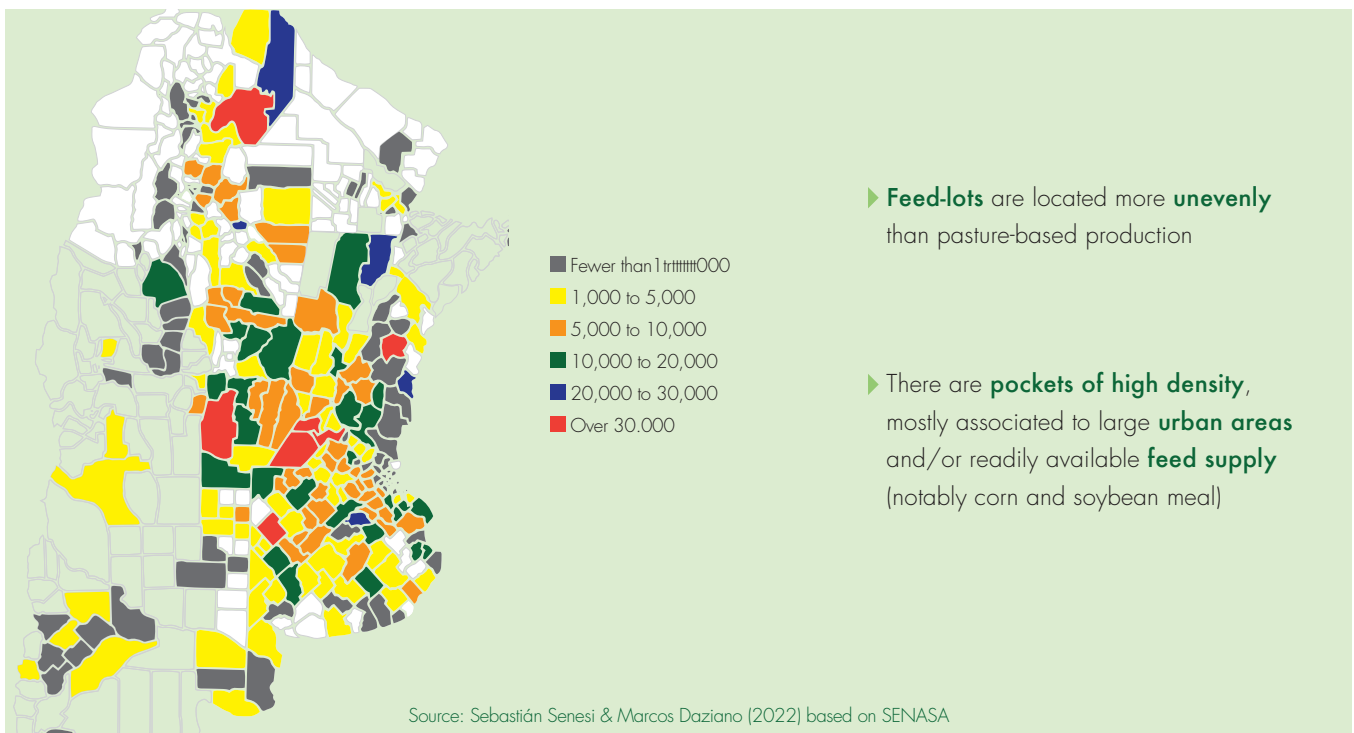 Feed-lots are located more unevenly
than pasture-based production
Fewer than1trttttttt000
1,000 to 5,000
5,000 to 10,000
10,000 to 20,000
20,000 to 30,000
Over 30.000
There are pockets of high density,
mostly associated to large urban areas
and/or readily available feed supply
(notably corn and soybean meal)
Source: Sebastián Senesi & Marcos Daziano (2022) based on SENASA